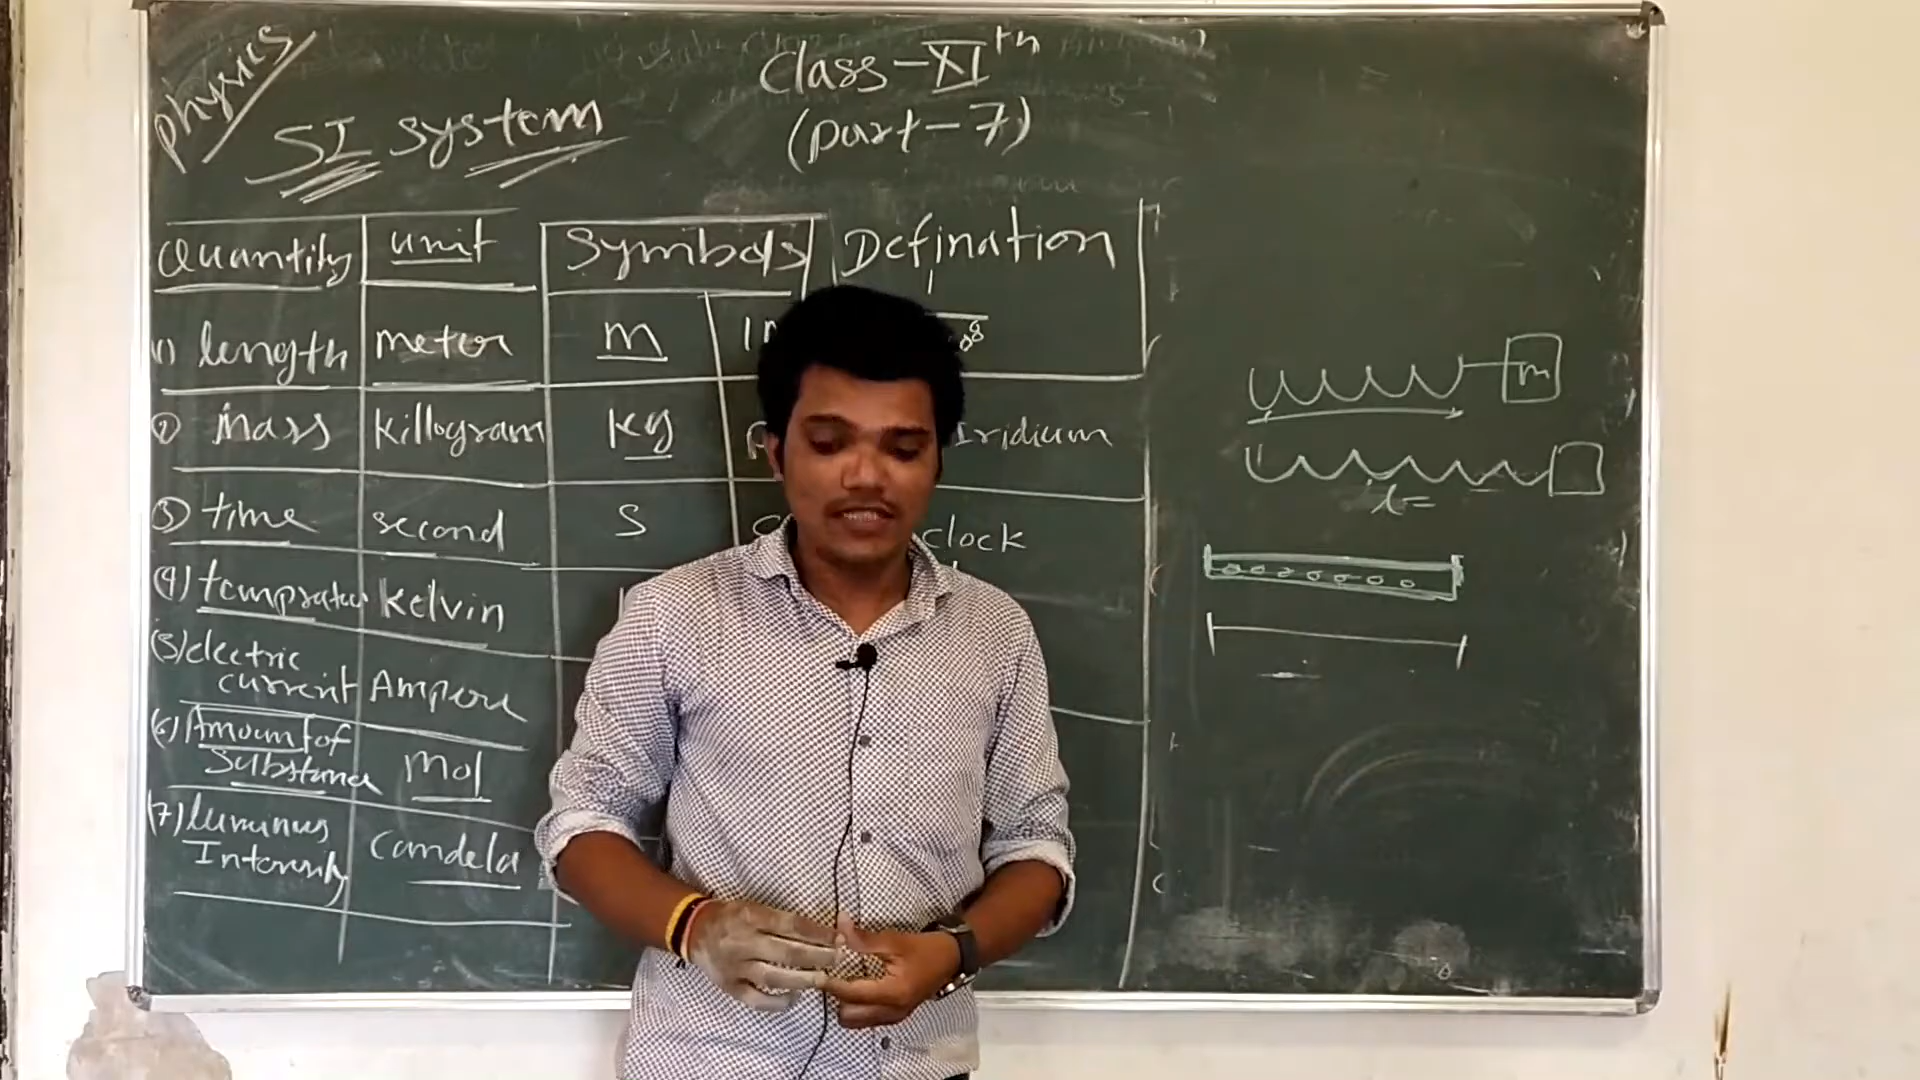 Physics
Class-XIth
(Part-7)
SI system
Quantity unit Symbols Defination
1) length meter m
2) Mass killogram kg Iridium
3) time second S clock
(4) temprature Kelvin
(5) electric
current Ampere
(6) Amount of
Substance Mol
(7) luminus
Intensity Candela
m